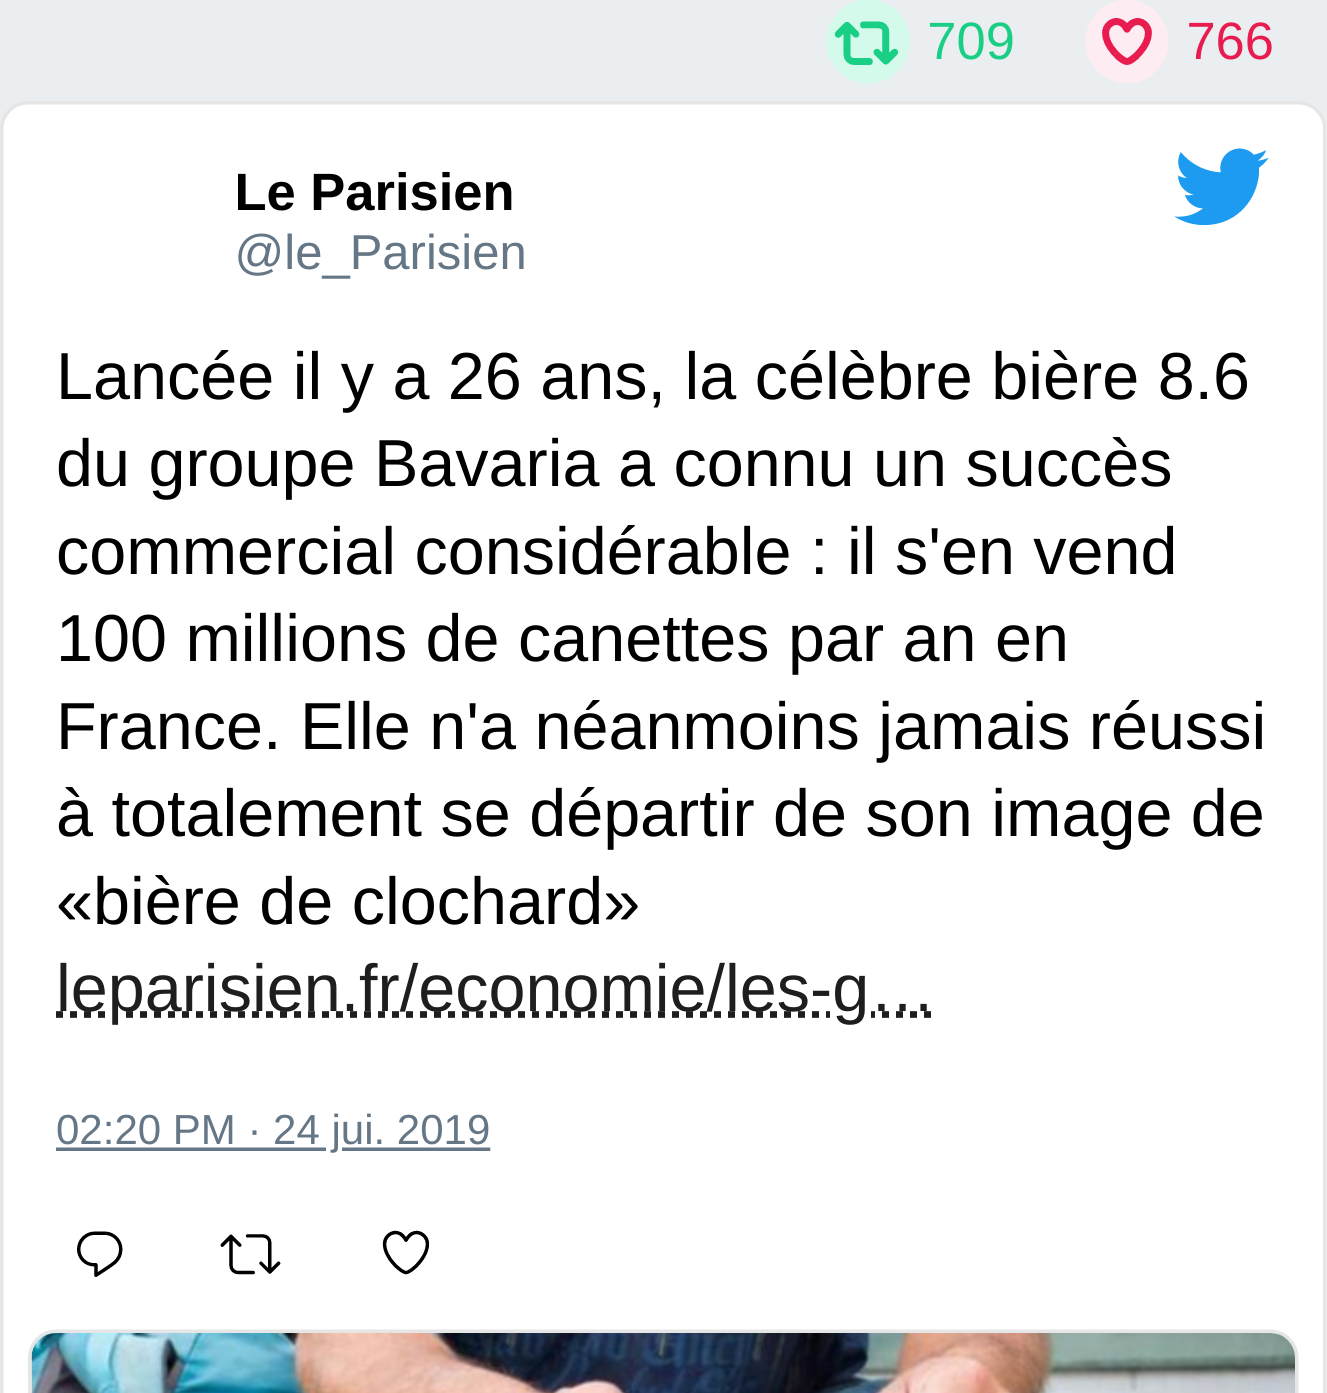 709 766
Le Parisien
@le_Parisien
Lancée il y a 26 ans, la célèbre bière 8.6
du groupe Bavaria a connu un succès
commercial considérable : il s'en vend
100 millions de canettes par an en
France. Elle n'a néanmoins jamais réussi
à totalement se départir de son image de
«bière de clochard»
leparisien.fr/economie/les-g…
02:20 PM · 24 jui. 2019